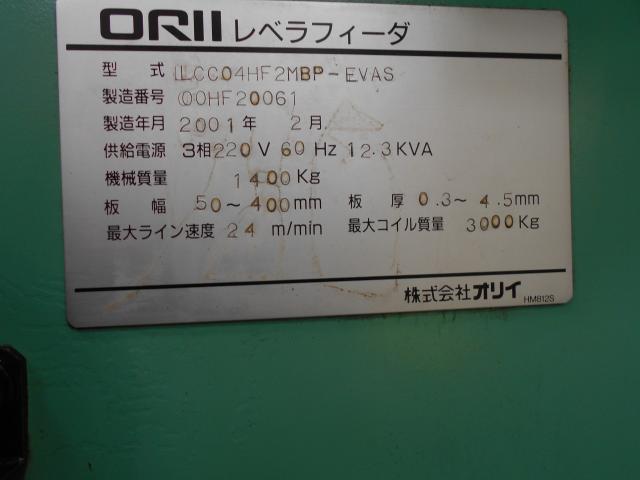 ORII レベラフィーダ
型式 LCC04HF2MBP-EVAS
製造番号 00HF20061
製造年月 2001年 2月
供給電源 3相220V 60Hz 12.3KVA
機械質量 1400Kg
板幅 50～400mm 板厚 0.3～4.5mm
最大ライン速度 24 m/min 最大コイル質量 3000Kg
株式会社オリイ HM812S